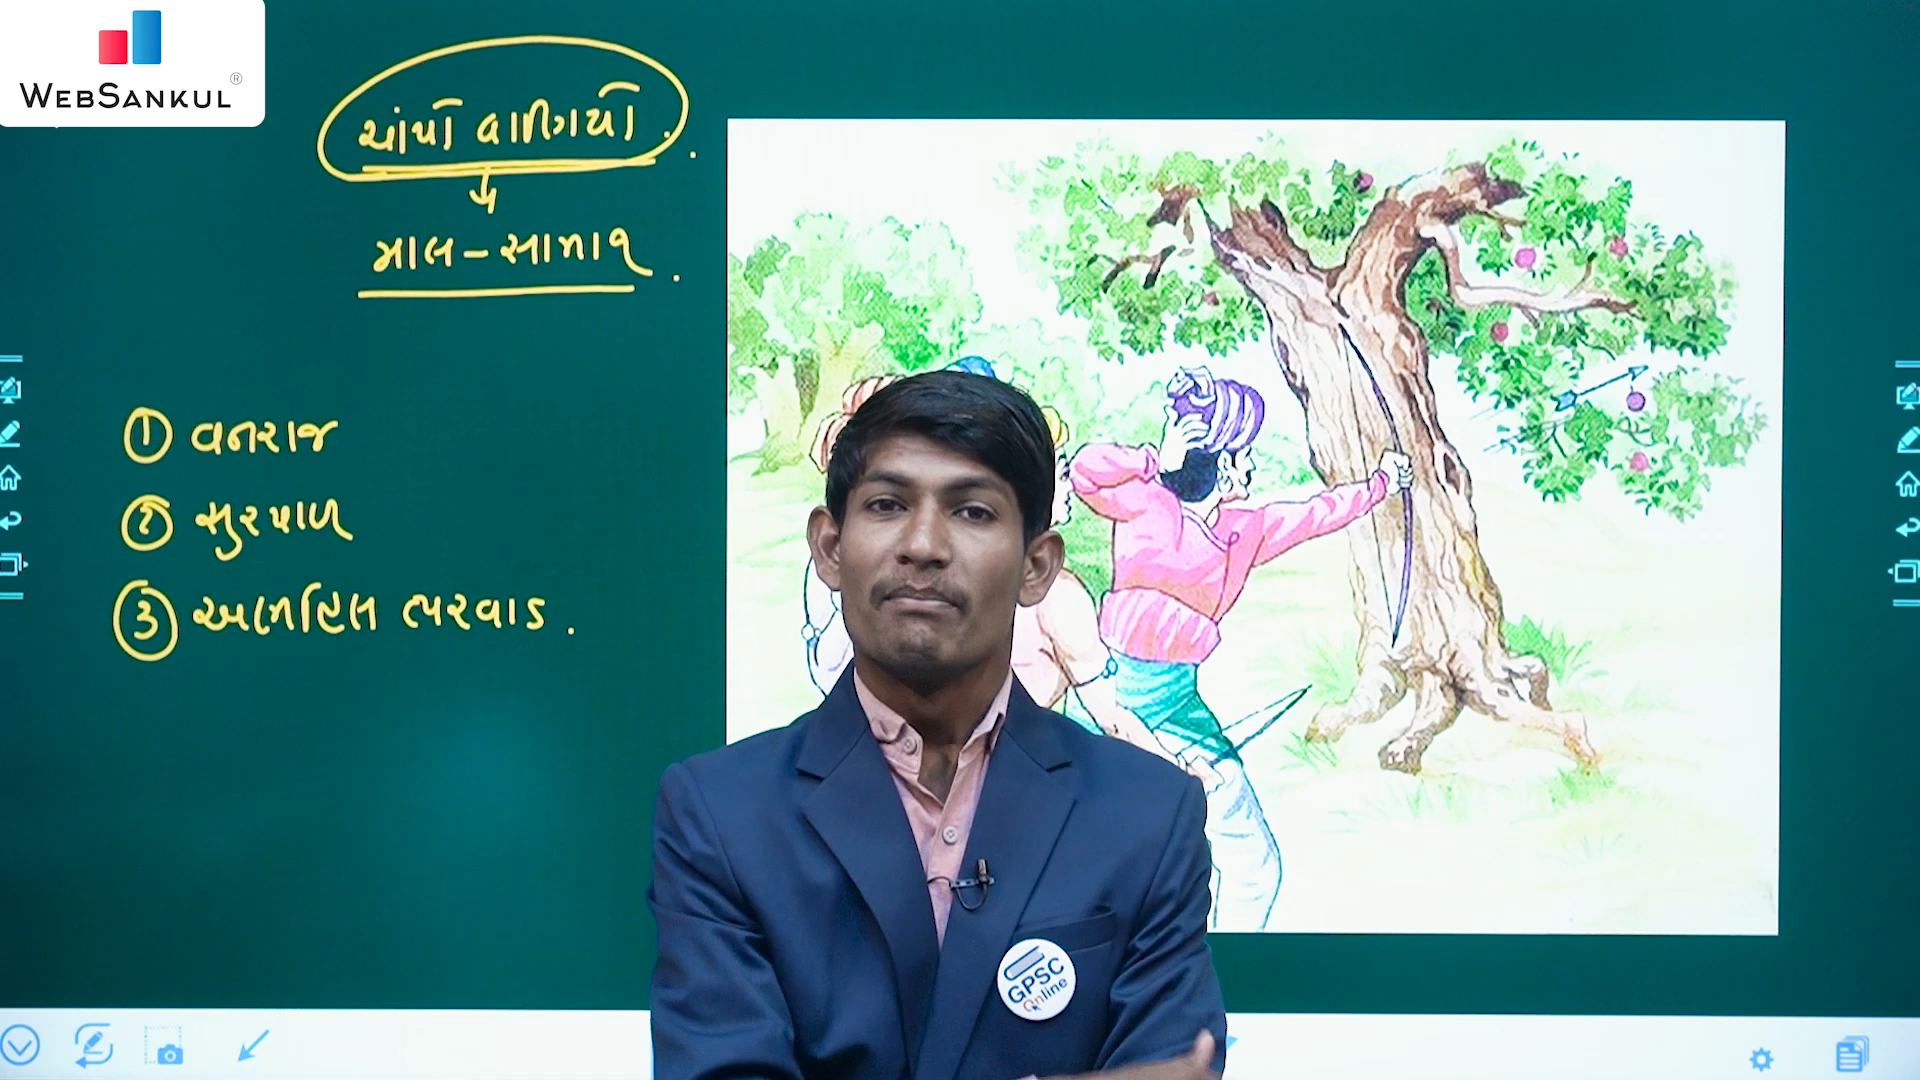 WEBSANKUL®
ચાંપો વાણિયો.
માલ-સામાન.
① વનરાજ
② સુરપાળ
③ અણહિલ ભરવાડ.
GPSC
Online